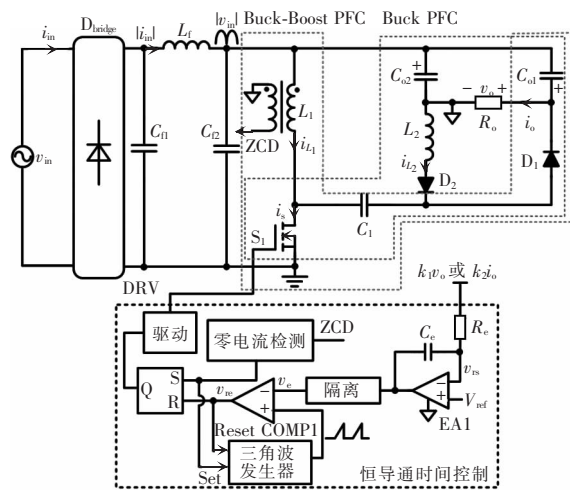 |v_in| Buck-Boost PFC Buck PFC
i_in D_bridge |i_in| L_f
C_o2 + C_o1 +
− v_o +
L_1 R_o i_o
C_f1 C_f2 ZCD L_2 D_1
v_in i_L1 i_L2 D_2
i_s C_1
S_1
DRV
k_1v_o 或 k_2i_o
驱动 零电流检测 ZCD C_e R_e
Q S R v_re v_e − + 隔离 v_rs − + V_ref
EA1
Reset COMP1
三角波
发生器
Set 恒导通时间控制